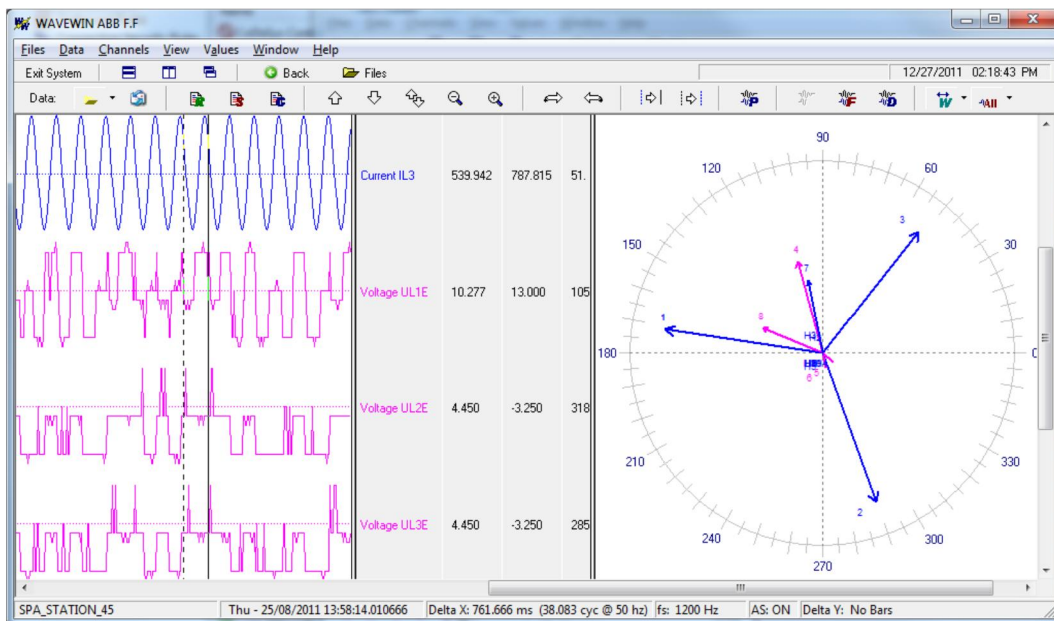 WAVEWIN ABB F.F
Files Data Channels View Values Window Help
Exit System Back Files 12/27/2011 02:18:43 PM
Data: R S C P F D W All
Current IL3 539.942 787.815 51.
Voltage UL1E 10.277 13.000 105
Voltage UL2E 4.450 -3.250 318
Voltage UL3E 4.450 -3.250 285
90
120 60
3
150 4 30
7
1 8
180 0
6 5
210 330
2
240 300
270
SPA_STATION_45 Thu - 25/08/2011 13:58:14.010666 Delta X: 761.666 ms (38.083 cyc @ 50 hz) fs: 1200 Hz AS: ON Delta Y: No Bars